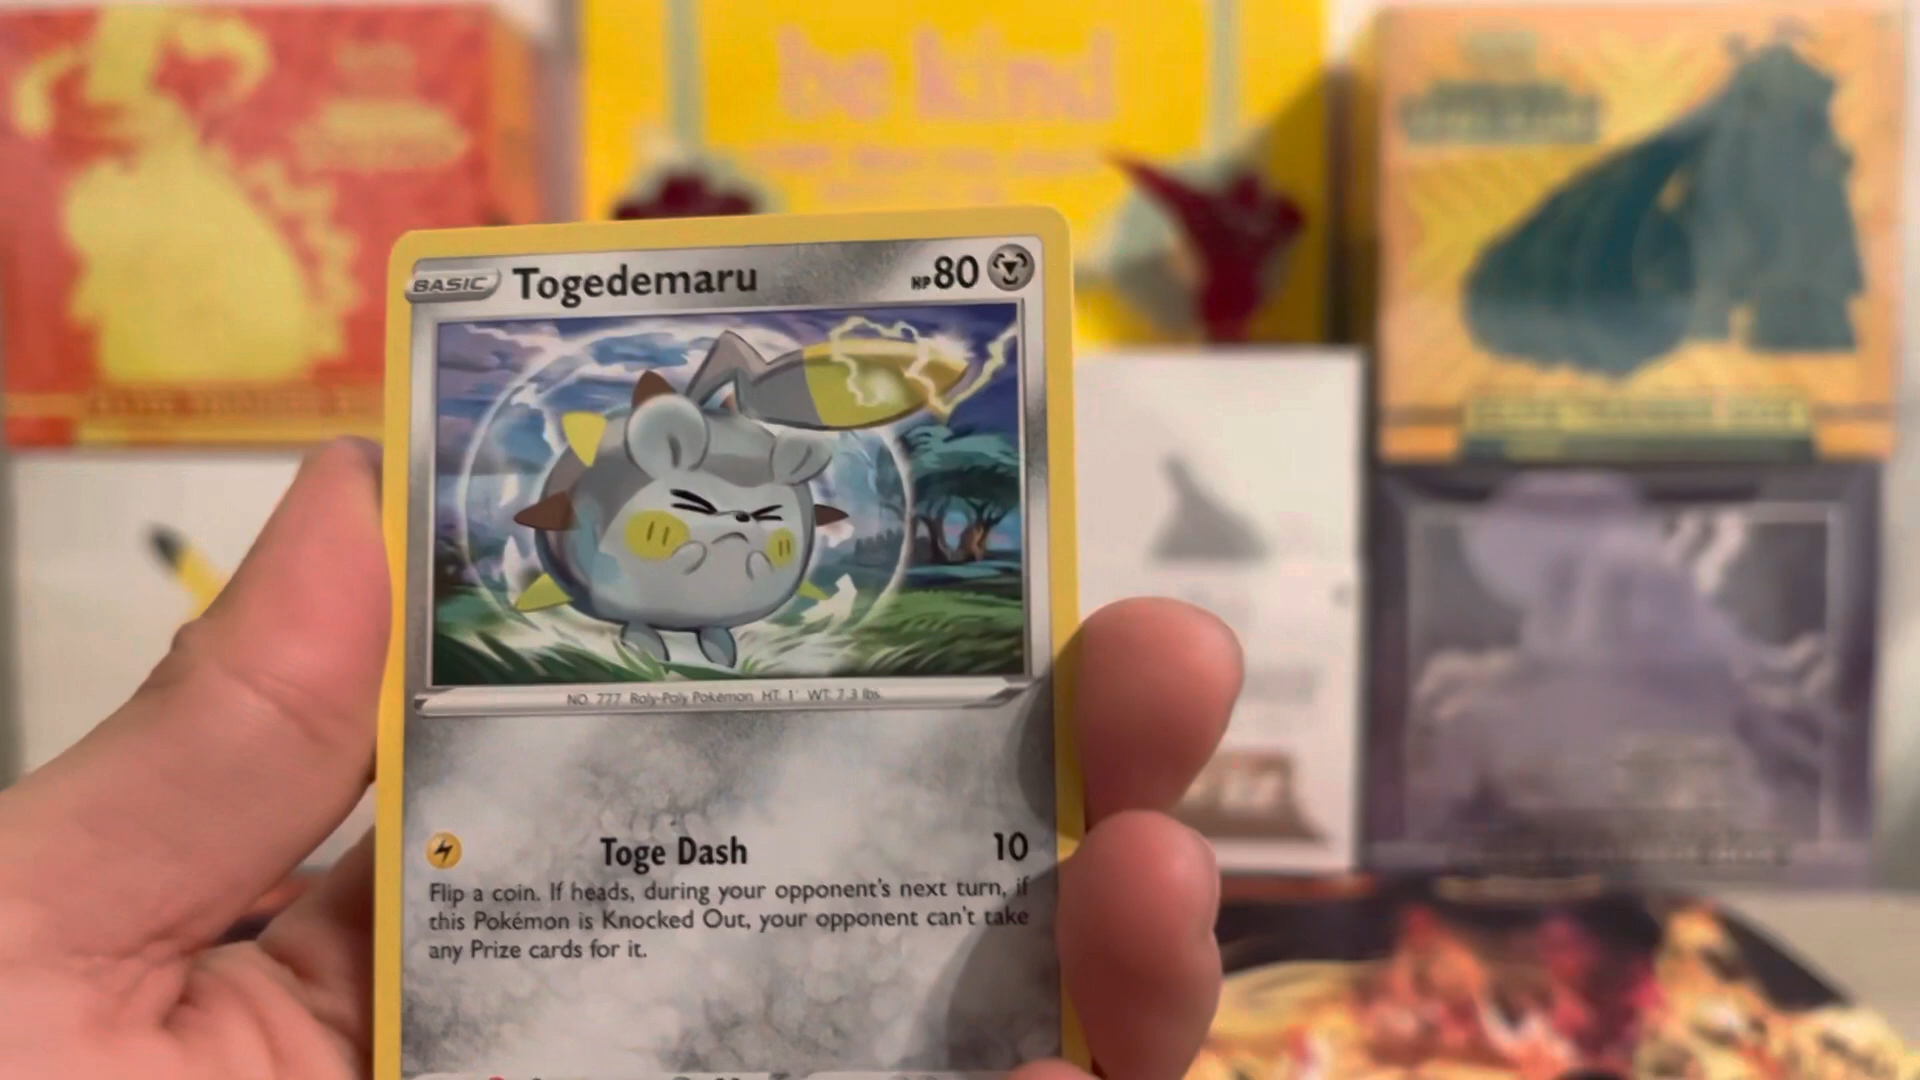 be kind
BASIC Togedemaru HP 80
NO. 777 Roly-Poly Pokémon HT: 1' WT: 7.3 lbs.
Toge Dash 10
Flip a coin. If heads, during your opponent's next turn, if
this Pokémon is Knocked Out, your opponent can't take
any Prize cards for it.